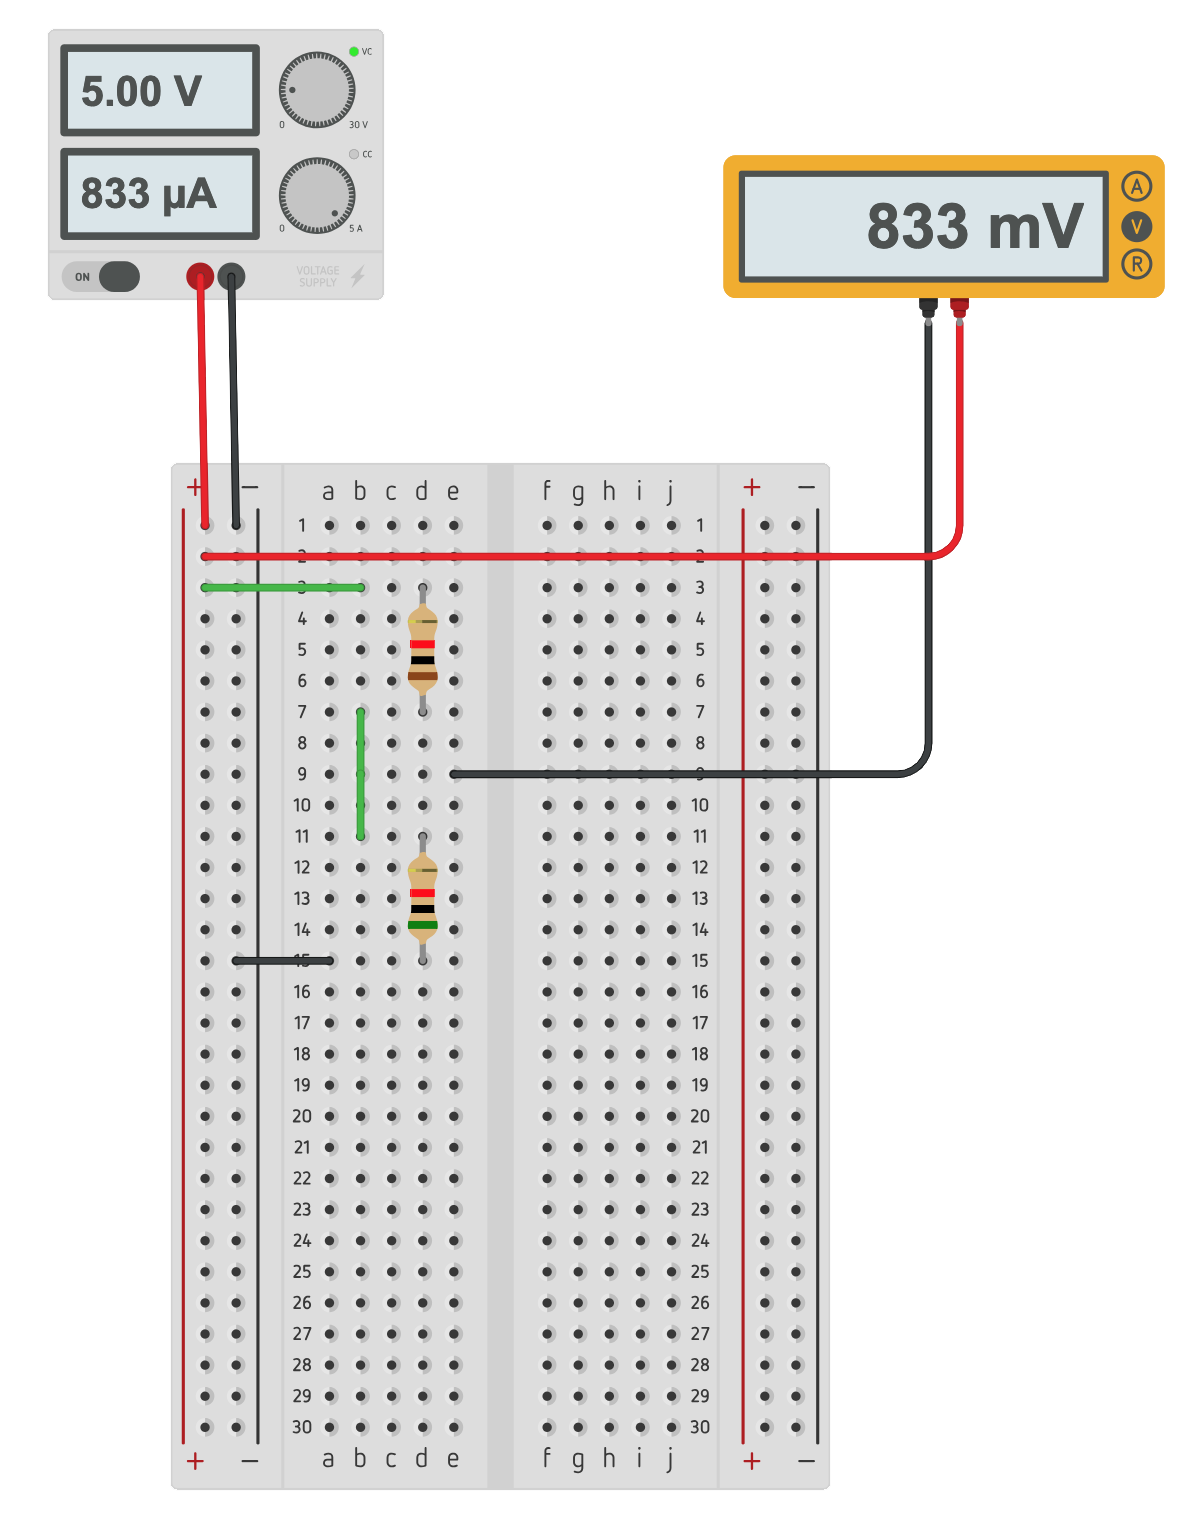 5.00 V
VC
0
30 V
833 µA
CC
0
5 A
ON
VOLTAGE
SUPPLY
833 mV
A
V
R
+ − a b c d e f g h i j + −
1 1
2 2
3 3
4 4
5 5
6 6
7 7
8 8
9 9
10 10
11 11
12 12
13 13
14 14
15 15
16 16
17 17
18 18
19 19
20 20
21 21
22 22
23 23
24 24
25 25
26 26
27 27
28 28
29 29
30 30
+ − a b c d e f g h i j + −